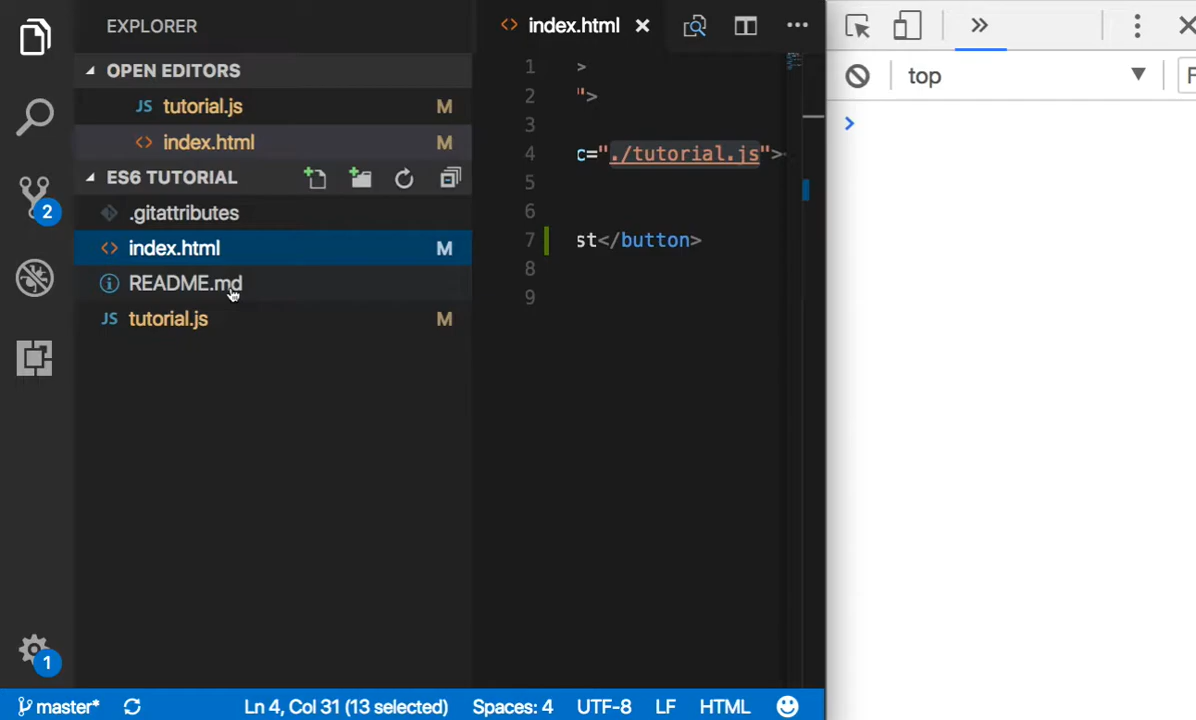 EXPLORER
OPEN EDITORS
JS tutorial.js M
<> index.html M
ES6 TUTORIAL
.gitattributes
<> index.html M
README.md
JS tutorial.js M
2
1
<> index.html
1 >
2 ">
3
4 c="./tutorial.js">
5
6
7 st</button>
8
9
top
F
>
master* Ln 4, Col 31 (13 selected) Spaces: 4 UTF-8 LF HTML